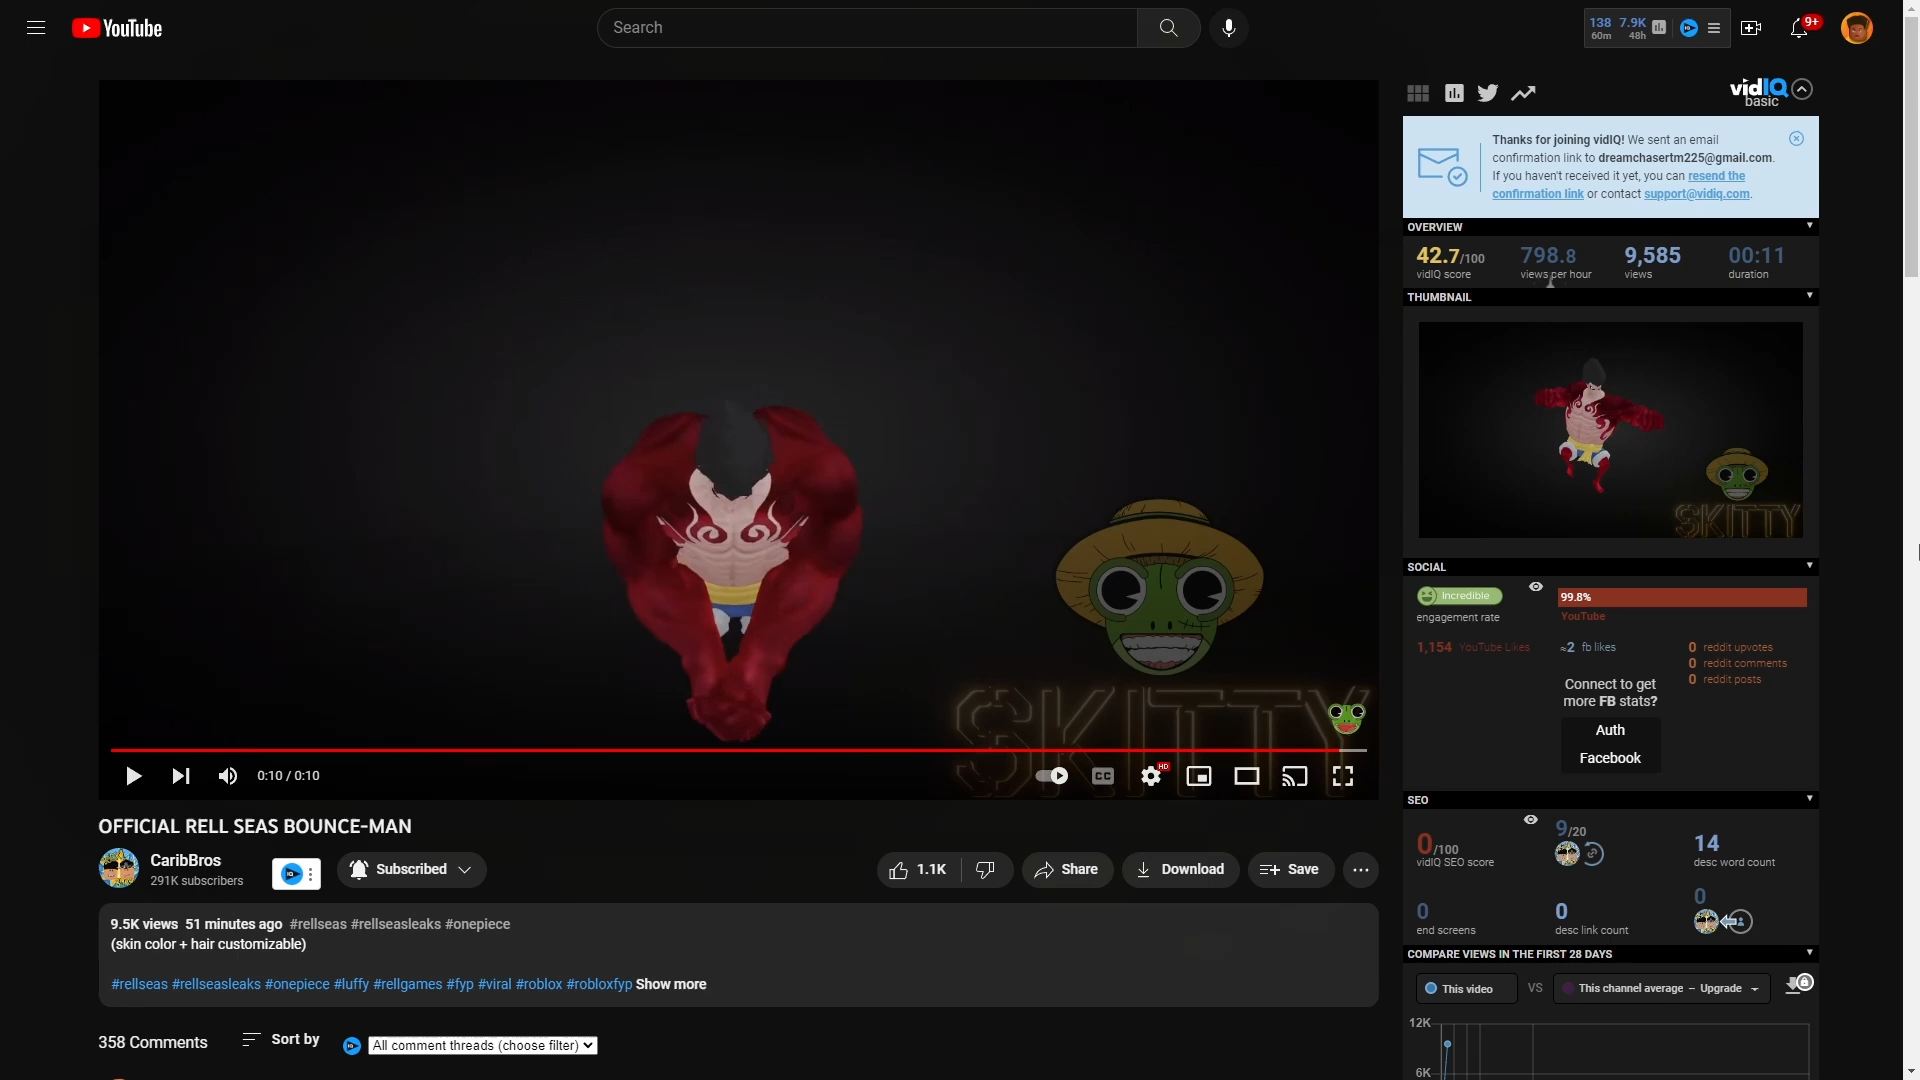 YouTube
Search
138 7.9K
60m 48h
9+
vidIQ
basic
Thanks for joining vidIQ! We sent an email
confirmation link to dreamchasertm225@gmail.com.
If you haven't received it yet, you can resend the
confirmation link or contact support@vidiq.com.
OVERVIEW
42.7/100 798.8 9,585 00:11
vidIQ score views per hour views duration
THUMBNAIL
SKITTY
SKITTY
SOCIAL
Incredible
99.8%
engagement rate
YouTube
1,154 YouTube Likes ≈2 fb likes 0 reddit upvotes
0 reddit comments
0 reddit posts
Connect to get
more FB stats?
Auth
Facebook
CC
HD
0:10 / 0:10
SEO
0/100
vidIQ SEO score
9/20
14
desc word count
0
end screens
0
desc link count
0
COMPARE VIEWS IN THE FIRST 28 DAYS
This video VS This channel average – Upgrade
12K
6K
OFFICIAL RELL SEAS BOUNCE-MAN
CaribBros
291K subscribers
Subscribed
1.1K Share Download Save
9.5K views 51 minutes ago #rellseas #rellseasleaks #onepiece
(skin color + hair customizable)
#rellseas #rellseasleaks #onepiece #luffy #rellgames #fyp #viral #roblox #robloxfyp Show more
358 Comments Sort by All comment threads (choose filter)